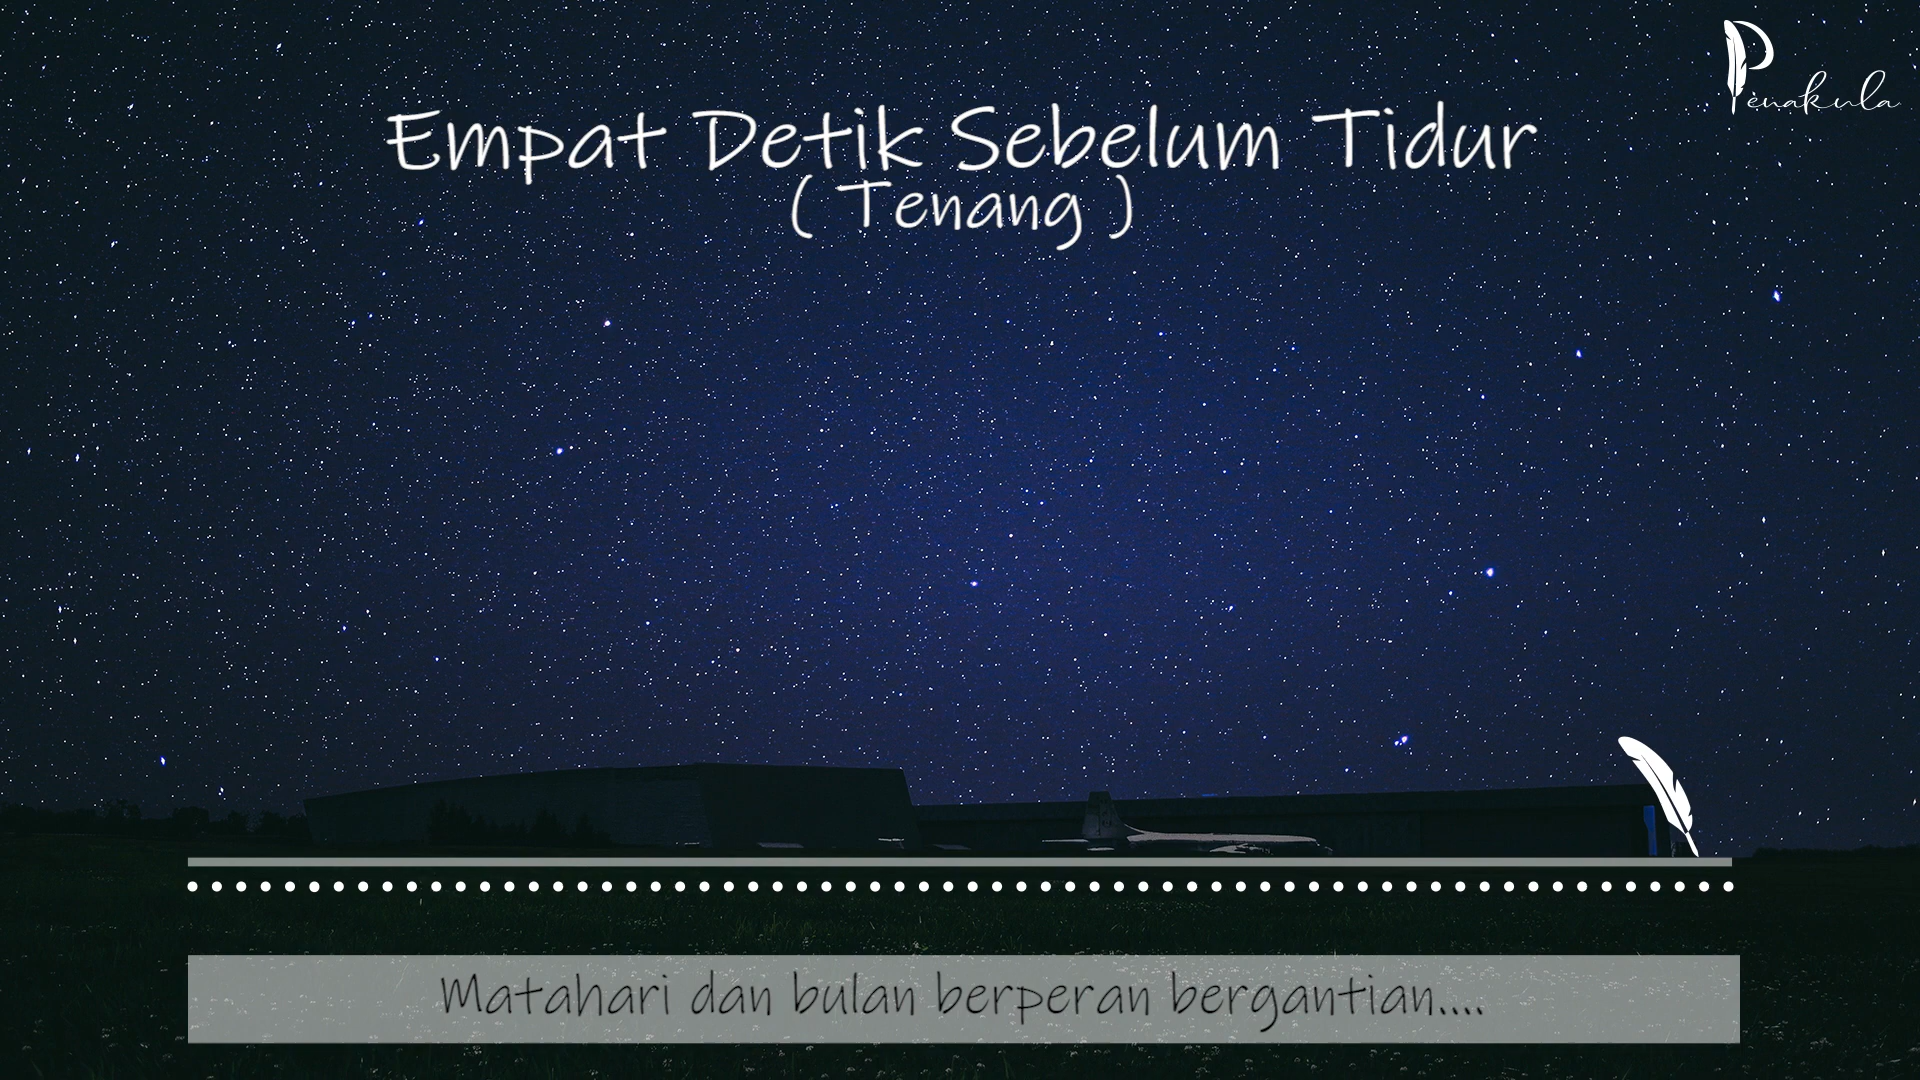 Penakula
Empat Detik Sebelum Tidur
( Tenang )
Matahari dan bulan berperan bergantian....